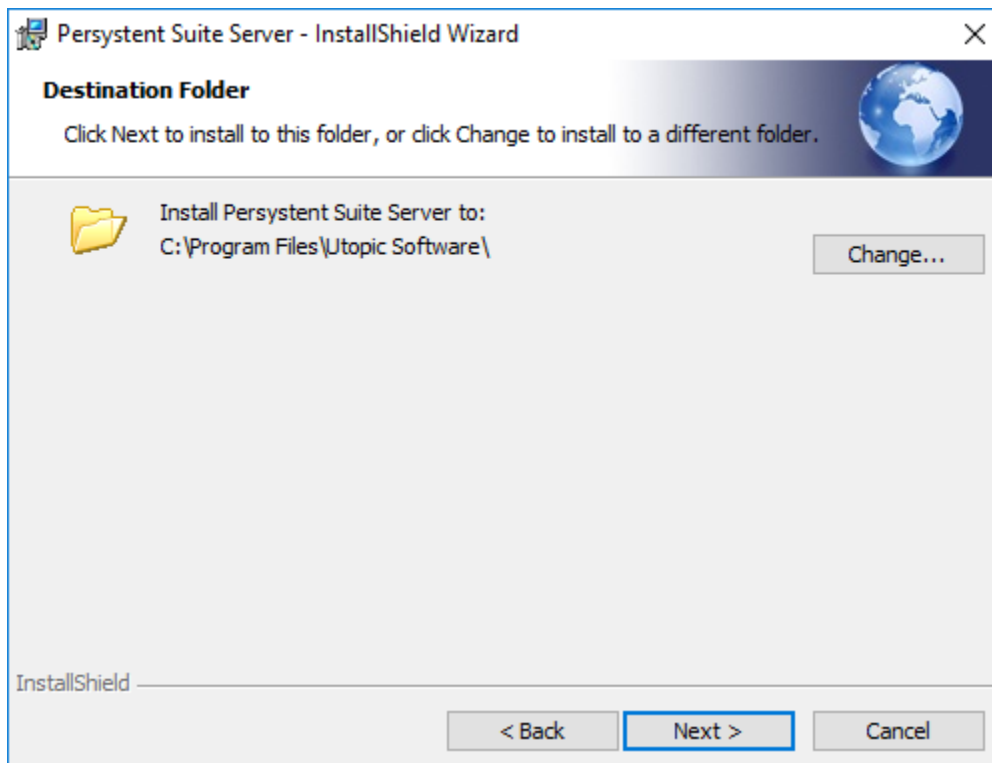 Persystent Suite Server - InstallShield Wizard
Destination Folder
Click Next to install to this folder, or click Change to install to a different folder.
Install Persystent Suite Server to:
C:\Program Files\Utopic Software\
Change...
InstallShield
< Back
Next >
Cancel